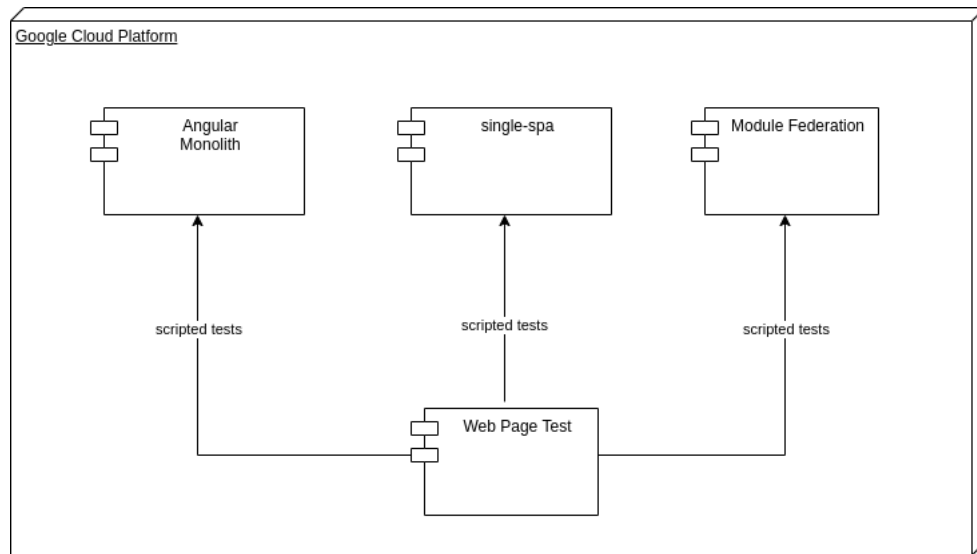 Google Cloud Platform
Angular
Monolith
single-spa
Module Federation
scripted tests
scripted tests
scripted tests
Web Page Test